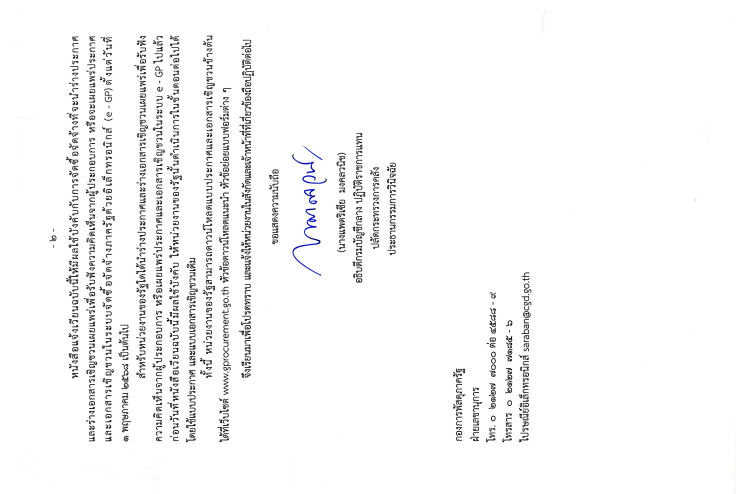 - ๒ -
หนังสือแจ้งเวียนฉบับนี้ให้มีผลใช้บังคับกับการจัดซื้อจัดจ้างที่จะนำร่างประกาศ
และร่างเอกสารเชิญชวนเผยแพร่เพื่อรับฟังความคิดเห็นจากผู้ประกอบการ หรือจะเผยแพร่ประกาศ
และเอกสารเชิญชวนในระบบจัดซื้อจัดจ้างภาครัฐด้วยอิเล็กทรอนิกส์ (e - GP) ตั้งแต่วันที่
๑ พฤษภาคม ๒๕๖๘ เป็นต้นไป
สำหรับหน่วยงานของรัฐใดได้นำร่างประกาศและร่างเอกสารเชิญชวนเผยแพร่เพื่อรับฟัง
ความคิดเห็นจากผู้ประกอบการ หรือเผยแพร่ประกาศและเอกสารเชิญชวนในระบบ e - GP ไปแล้ว
ก่อนวันที่หนังสือเวียนฉบับนี้มีผลใช้บังคับ ให้หน่วยงานของรัฐนั้นดำเนินการในขั้นตอนต่อไปได้
โดยใช้แบบประกาศ และแบบเอกสารเชิญชวนเดิม
ทั้งนี้ หน่วยงานของรัฐสามารถดาวน์โหลดแบบประกาศและเอกสารเชิญชวนข้างต้น
ได้ที่เว็บไซต์ www.gprocurement.go.th หัวข้อดาวน์โหลดแนะนำ หัวข้อย่อยแบบฟอร์มต่าง ๆ
จึงเรียนมาเพื่อโปรดทราบ และแจ้งให้หน่วยงานในสังกัดและเจ้าหน้าที่ที่เกี่ยวข้องถือปฏิบัติต่อไป
ขอแสดงความนับถือ
(นางแพตริเซีย มงคลวนิช)
อธิบดีกรมบัญชีกลาง ปฏิบัติราชการแทน
ปลัดกระทรวงการคลัง
ประธานกรรมการวินิจฉัย
กองการพัสดุภาครัฐ
ฝ่ายเลขานุการ
โทร. ๐ ๒๑๒๗ ๗๐๐๐ ต่อ ๔๕๘๘ - ๙
โทรสาร ๐ ๒๑๒๗ ๗๑๘๕ - ๖
ไปรษณีย์อิเล็กทรอนิกส์ saraban@cgd.go.th